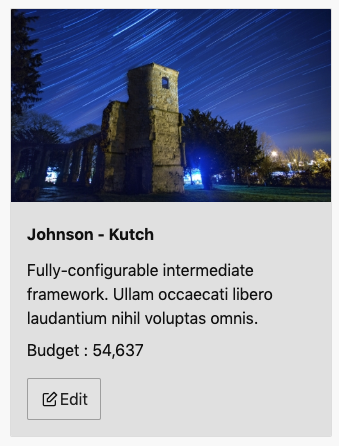 Johnson - Kutch
Fully-configurable intermediate
framework. Ullam occaecati libero
laudantium nihil voluptas omnis.
Budget : 54,637
Edit